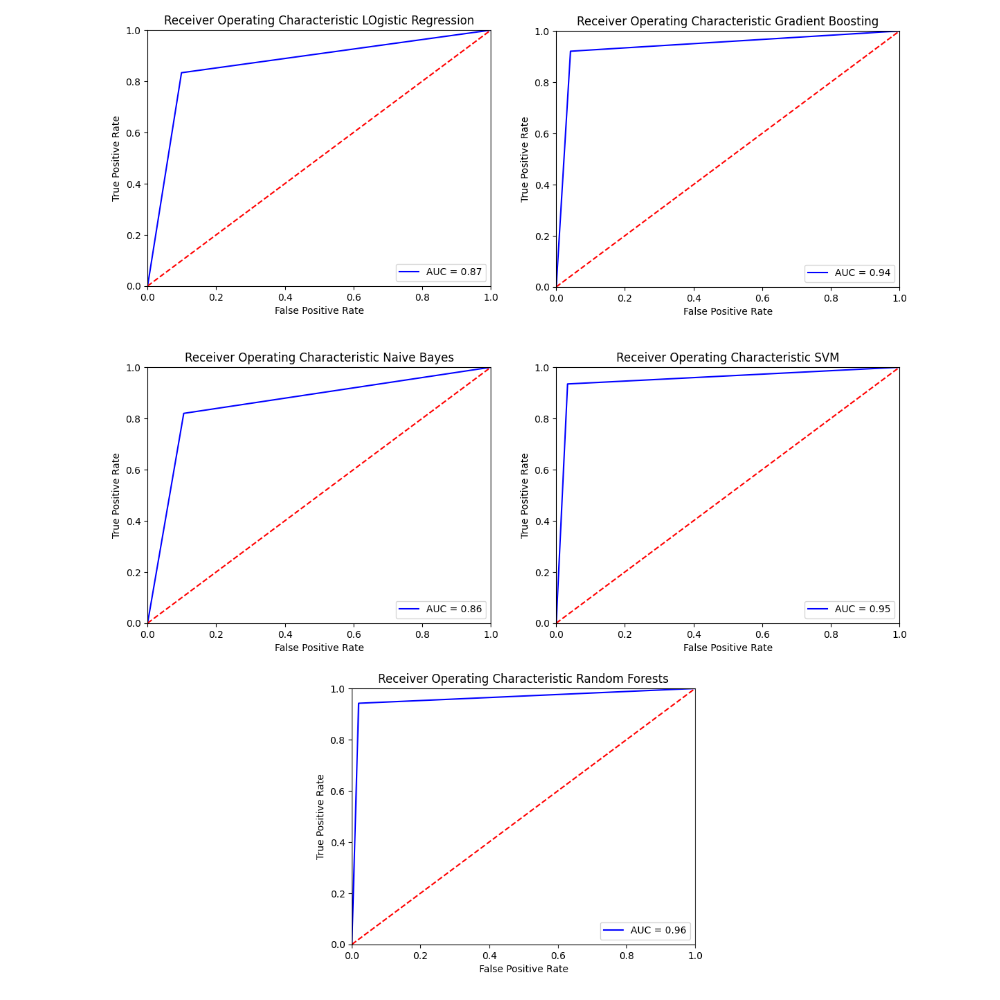 Receiver Operating Characteristic LOgistic Regression
1.0
0.8
0.6
0.4
0.2
0.0
True Positive Rate
AUC = 0.87
0.0 0.2 0.4 0.6 0.8 1.0
False Positive Rate
Receiver Operating Characteristic Gradient Boosting
1.0
0.8
0.6
0.4
0.2
0.0
True Positive Rate
AUC = 0.94
0.0 0.2 0.4 0.6 0.8 1.0
False Positive Rate
Receiver Operating Characteristic Naive Bayes
1.0
0.8
0.6
0.4
0.2
0.0
True Positive Rate
AUC = 0.86
0.0 0.2 0.4 0.6 0.8 1.0
False Positive Rate
Receiver Operating Characteristic SVM
1.0
0.8
0.6
0.4
0.2
0.0
True Positive Rate
AUC = 0.95
0.0 0.2 0.4 0.6 0.8 1.0
False Positive Rate
Receiver Operating Characteristic Random Forests
1.0
0.8
0.6
0.4
0.2
0.0
True Positive Rate
AUC = 0.96
0.0 0.2 0.4 0.6 0.8 1.0
False Positive Rate